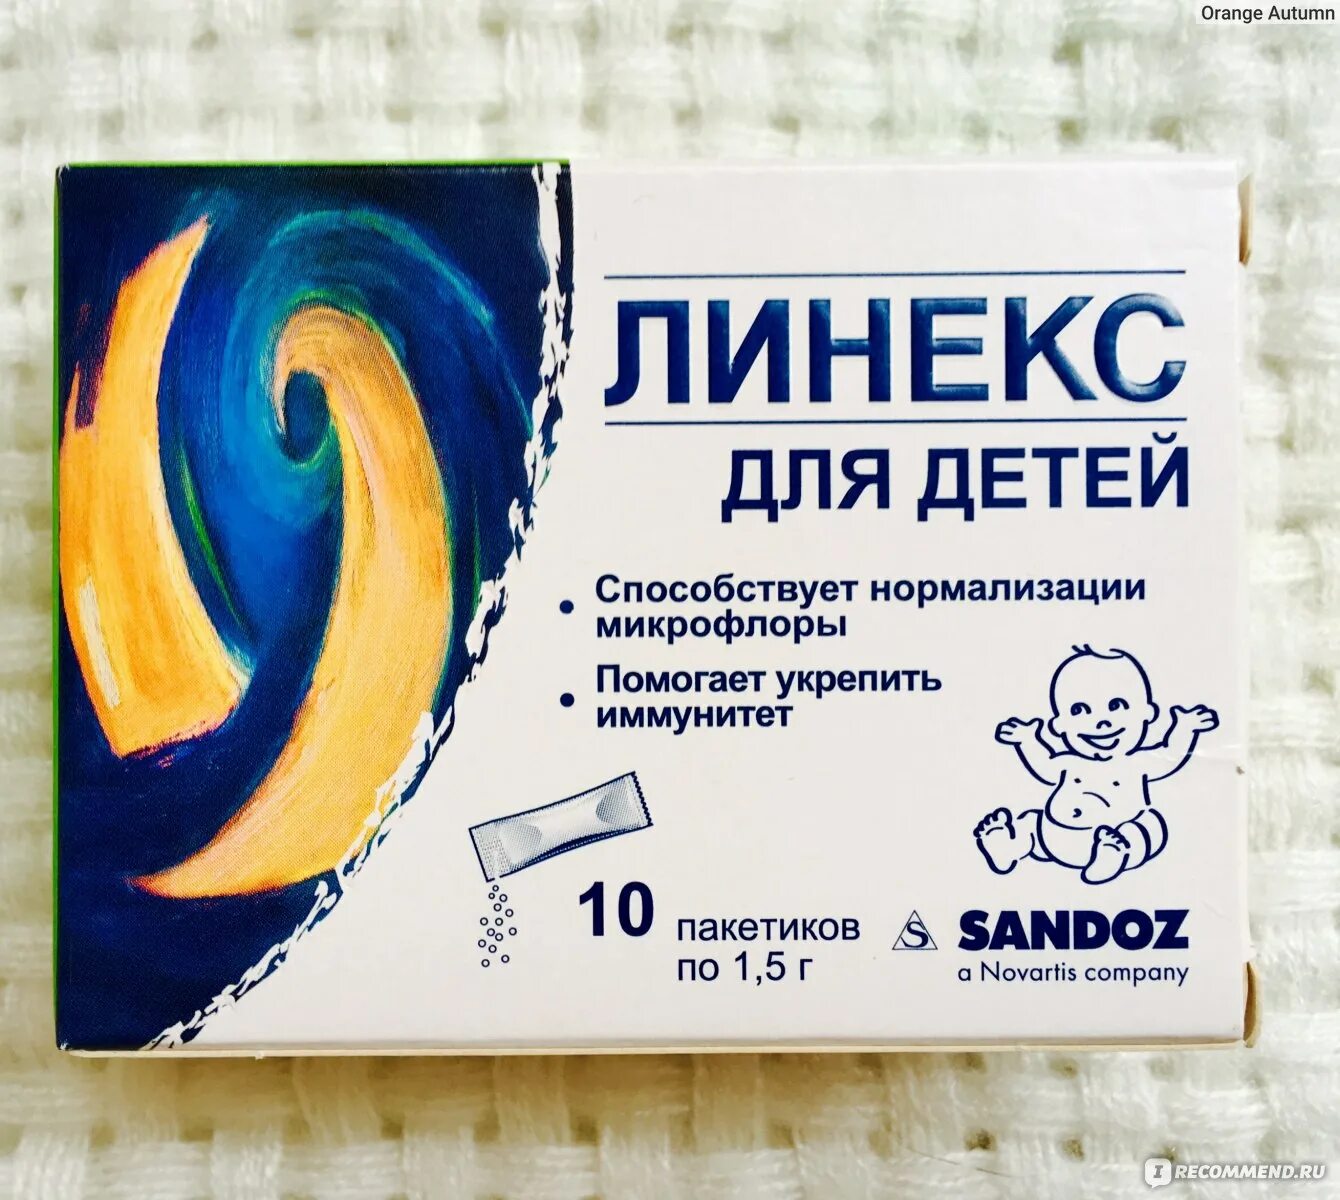 Orange Autumn
ЛИНЕКС
ДЛЯ ДЕТЕЙ
• Способствует нормализации
микрофлоры
• Помогает укрепить
иммунитет
10 пакетиков
по 1,5 г
S SANDOZ
a Novartis company
I RECOMMEND.RU